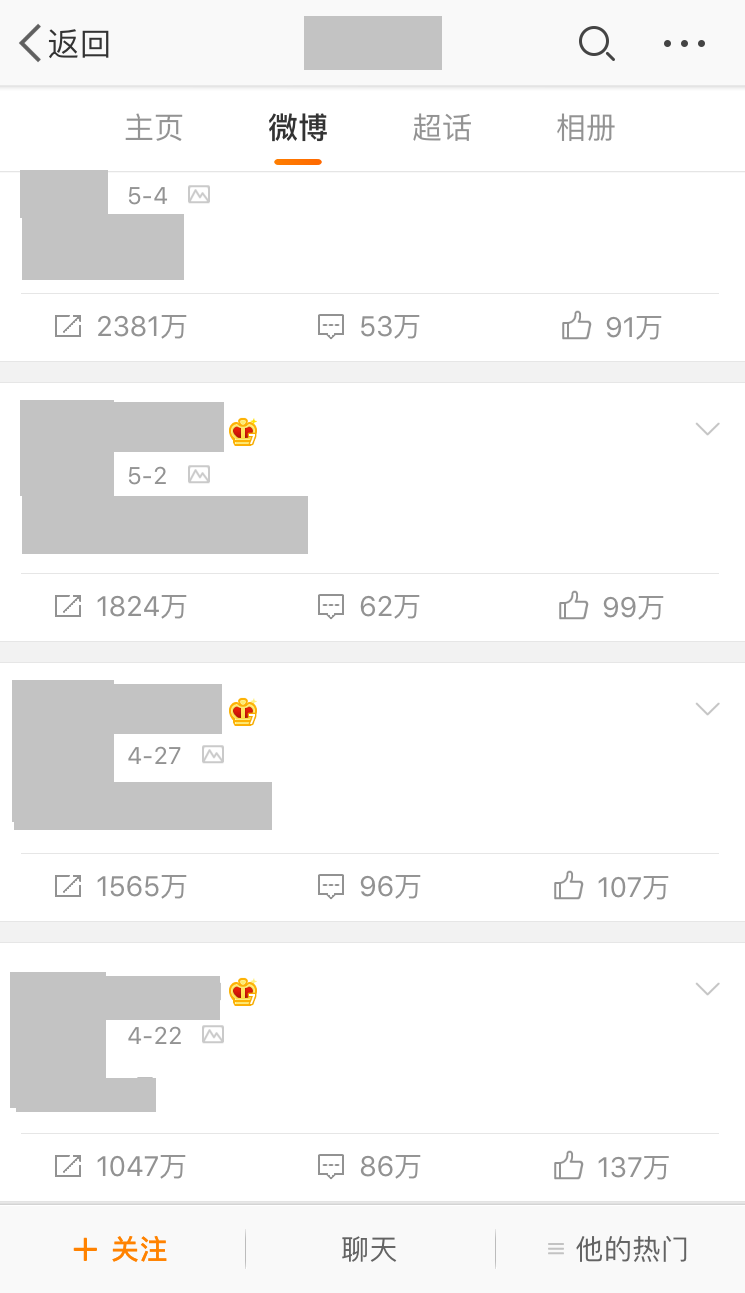 返回
主页 微博 超话 相册
5-4
2381万 53万 91万
5-2
1824万 62万 99万
4-27
1565万 96万 107万
4-22
1047万 86万 137万
+ 关注 聊天 他的热门